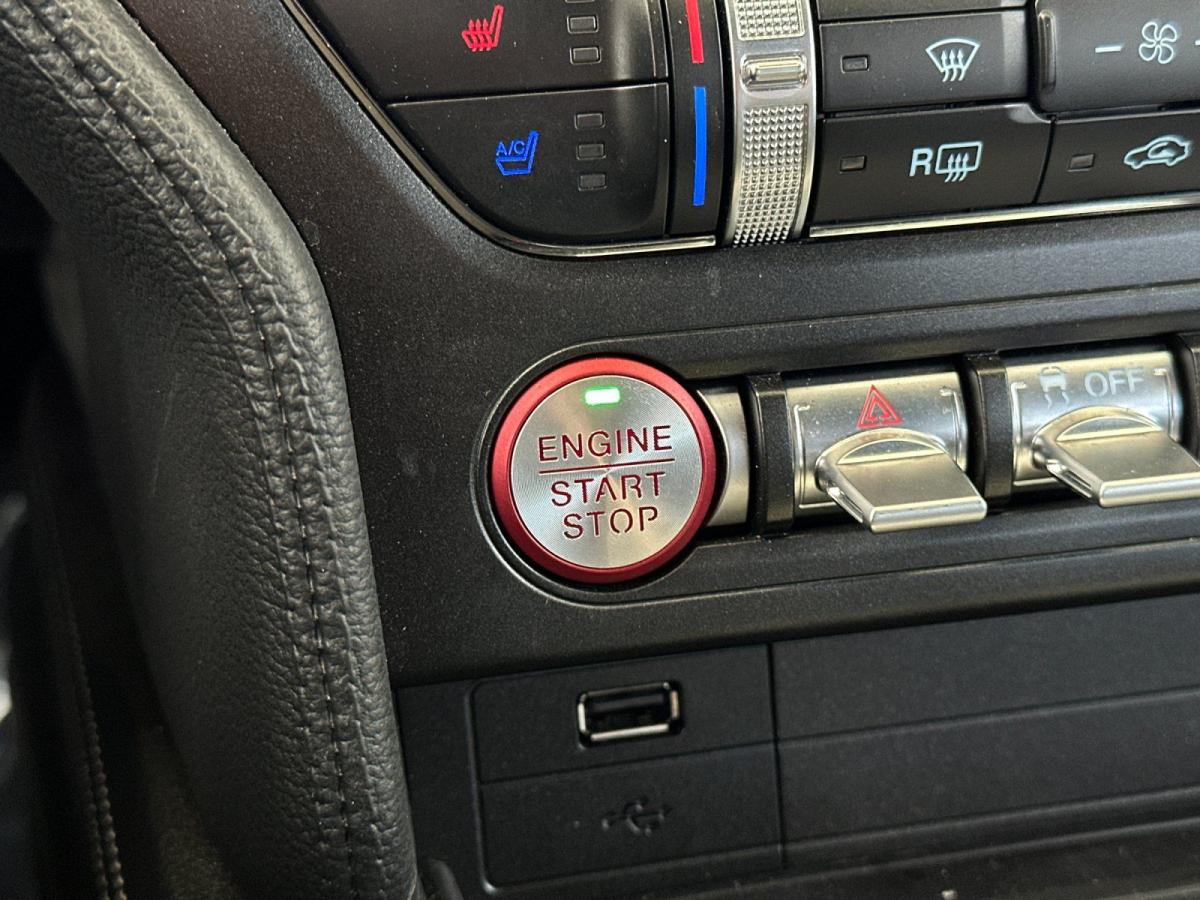 A/C
R
ENGINE
START
STOP
OFF